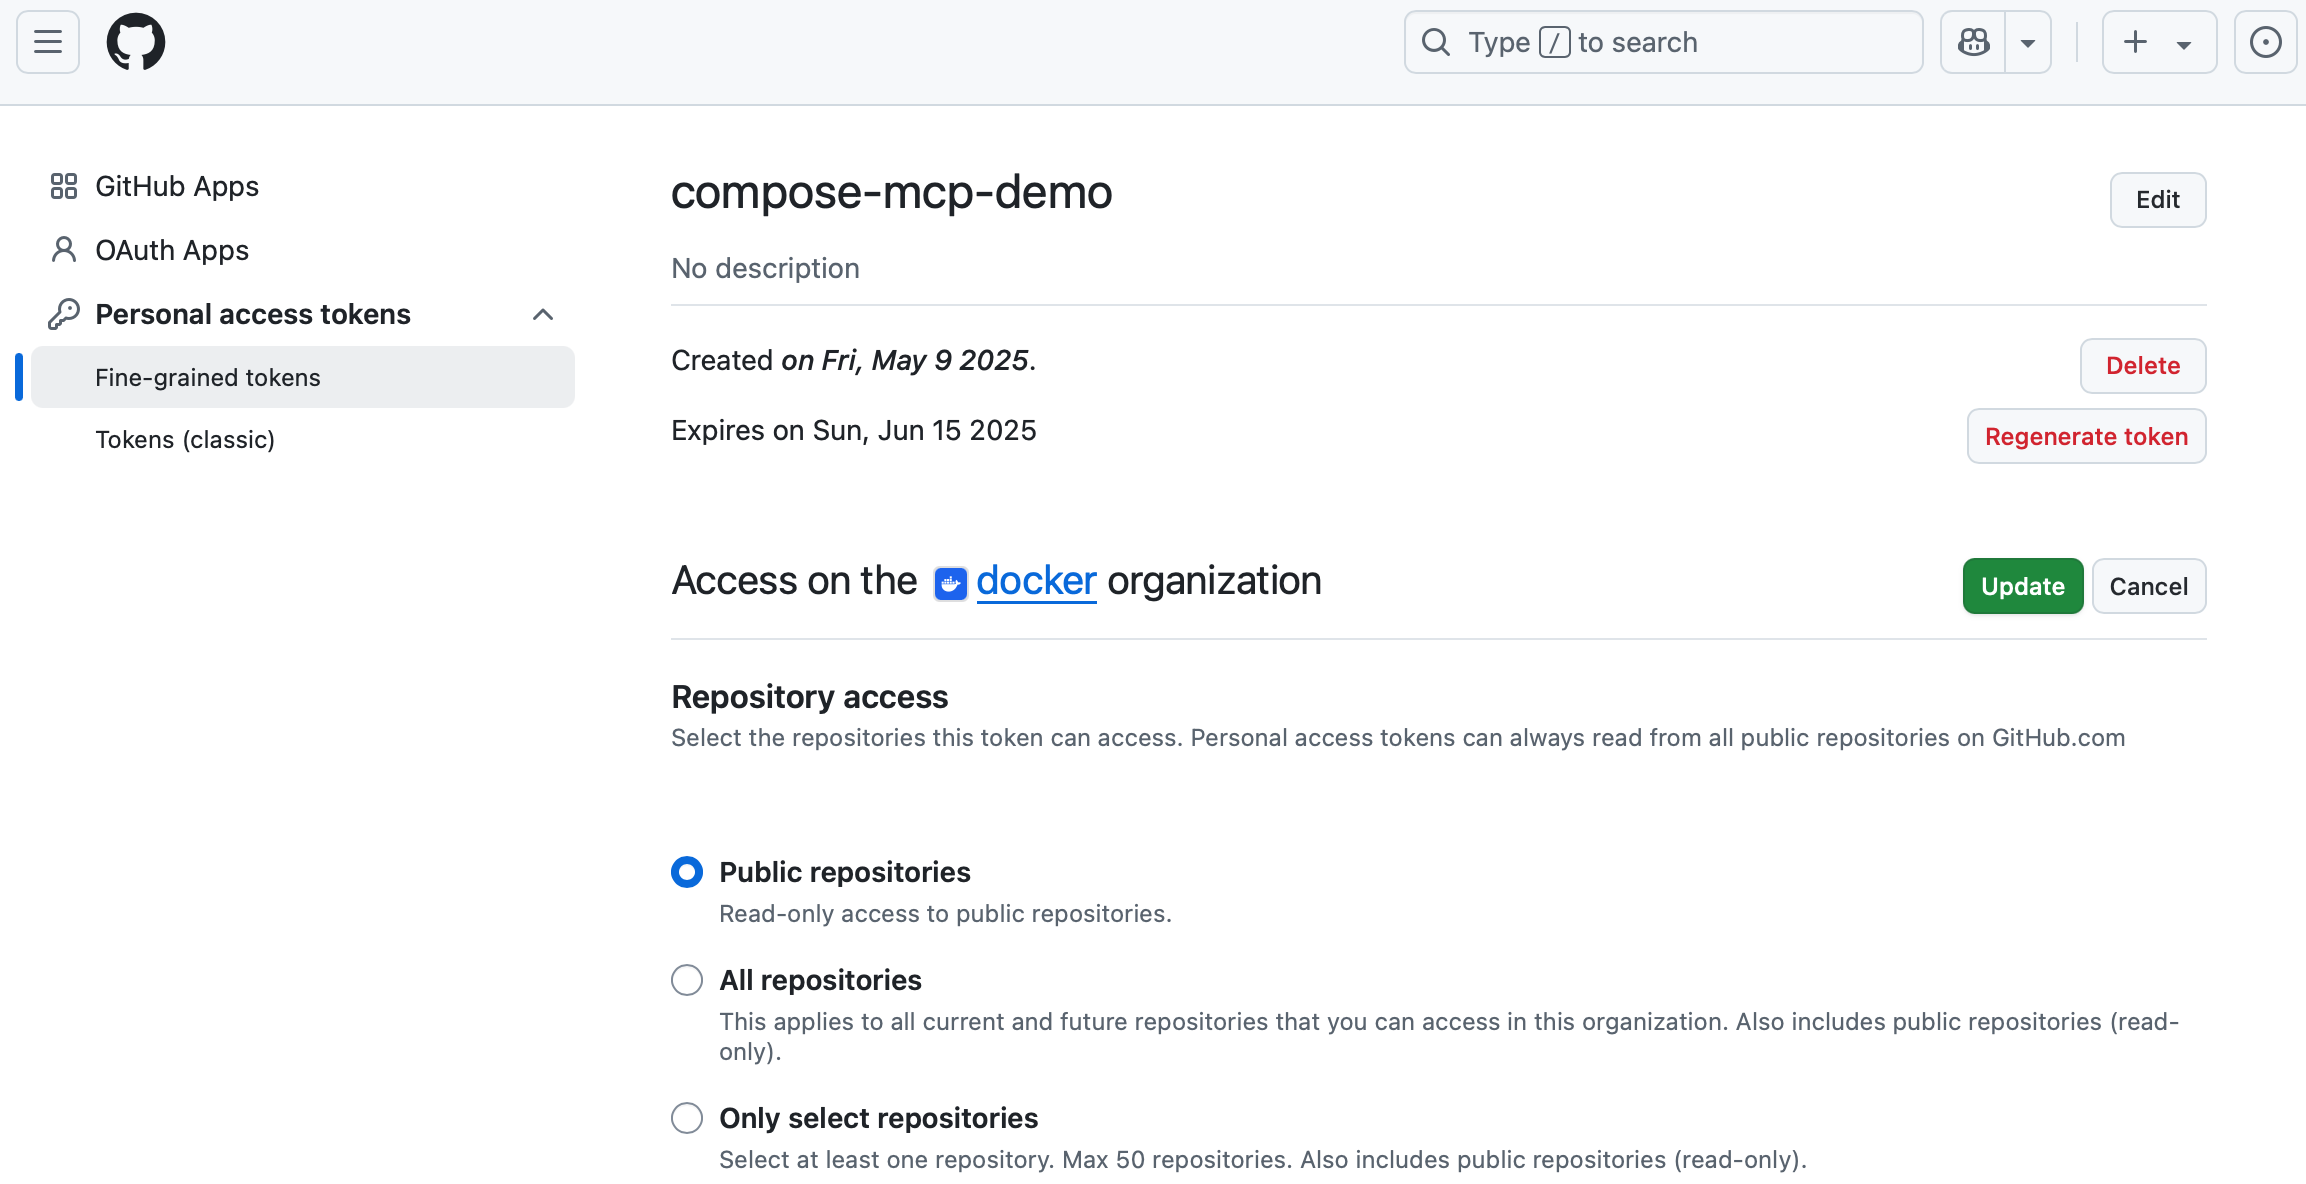 Type / to search
GitHub Apps
OAuth Apps
Personal access tokens
Fine-grained tokens
Tokens (classic)
compose-mcp-demo
Edit
No description
Created on Fri, May 9 2025.
Delete
Expires on Sun, Jun 15 2025
Regenerate token
Access on the docker organization
Update
Cancel
Repository access
Select the repositories this token can access. Personal access tokens can always read from all public repositories on GitHub.com
Public repositories
Read-only access to public repositories.
All repositories
This applies to all current and future repositories that you can access in this organization. Also includes public repositories (read-
only).
Only select repositories
Select at least one repository. Max 50 repositories. Also includes public repositories (read-only).